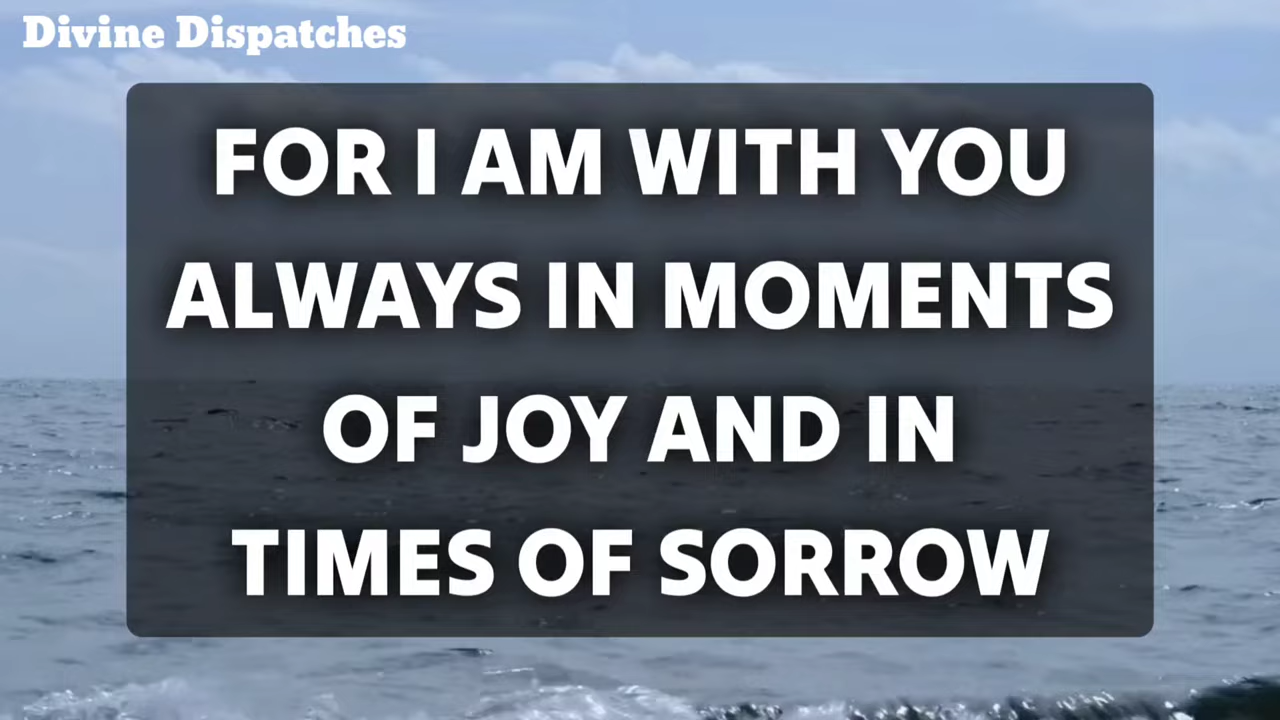 Divine Dispatches
FOR I AM WITH YOU
ALWAYS IN MOMENTS
OF JOY AND IN
TIMES OF SORROW